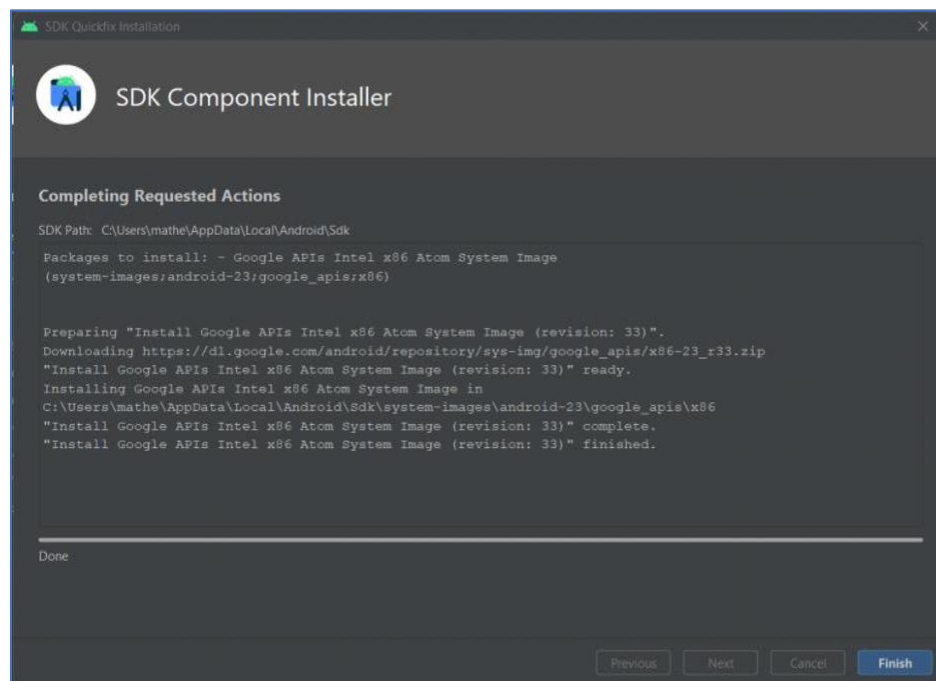 SDK Quickfix Installation
SDK Component Installer
Completing Requested Actions
SDK Path: C:\Users\mathe\AppData\Local\Android\Sdk
Packages to install: - Google APIs Intel x86 Atom System Image
(system-images;android-23;google_apis;x86)
Preparing "Install Google APIs Intel x86 Atom System Image (revision: 33)".
Downloading https://dl.google.com/android/repository/sys-img/google_apis/x86-23_r33.zip
"Install Google APIs Intel x86 Atom System Image (revision: 33)" ready.
Installing Google APIs Intel x86 Atom System Image in
C:\Users\mathe\AppData\Local\Android\Sdk\system-images\android-23\google_apis\x86
"Install Google APIs Intel x86 Atom System Image (revision: 33)" complete.
"Install Google APIs Intel x86 Atom System Image (revision: 33)" finished.
Done
Previous Next Cancel Finish